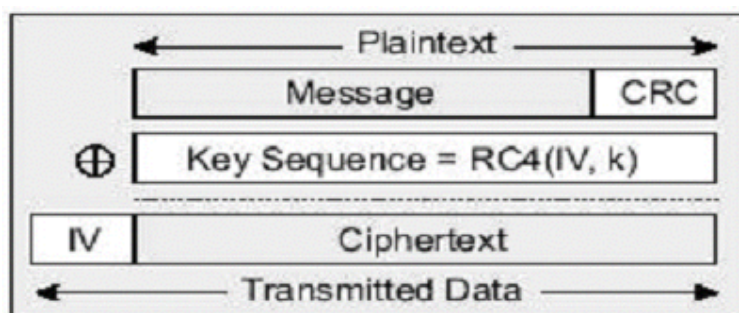 Plaintext
Message CRC
⊕ Key Sequence = RC4(IV, k)
IV Ciphertext
Transmitted Data